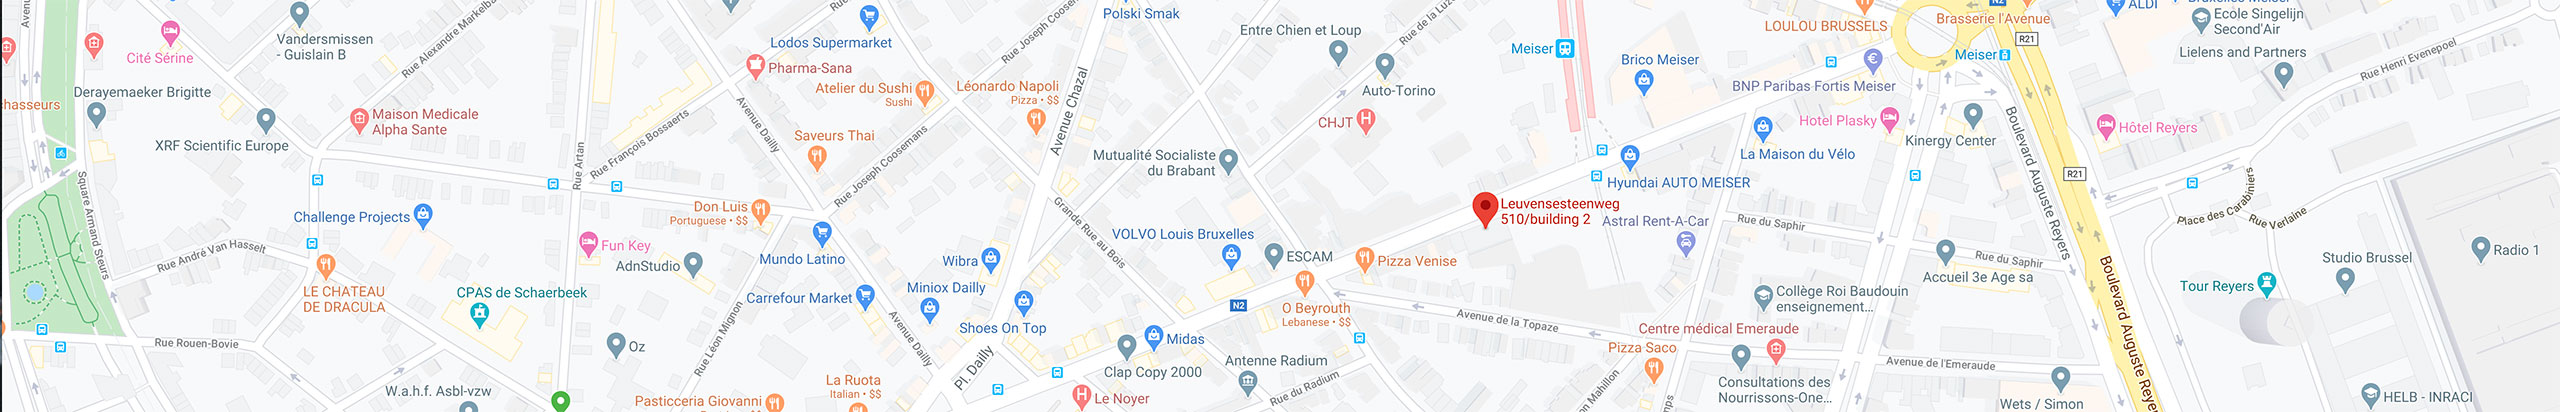 Cité Sérine
Vandersmissen
- Guislain B
Rue Alexandre Markelba
Derayemaeker Brigitte
chasseurs
XRF Scientific Europe
Maison Medicale
Alpha Sante
Square Armand Steurs
Challenge Projects
Rue André Van Hasselt
LE CHATEAU
DE DRACULA
Rue Rouen-Bovie
CPAS de Schaerbeek
W.a.h.f. Asbl-vzw
Oz
Rue Artan
Rue François Bossaerts
Fun Key
AdnStudio
Rue Léon Mignon
Pasticceria Giovanni
Don Luis
Portuguese • $$
Lodos Supermarket
Pharma-Sana
Avenue Dailly
Atelier du Sushi
Sushi
Saveurs Thai
Rue Joseph Coosemans
Mundo Latino
Carrefour Market
Avenue Dailly
La Ruota
Italian • $$
Rue Joseph Coose
Léonardo Napoli
Pizza • $$
Avenue Chazal
Polski Smak
Wibra
Miniox Dailly
Shoes On Top
Pl. Dailly
Grande Rue au Bois
Mutualité Socialiste
du Brabant
VOLVO Louis Bruxelles
ESCAM
N2
Midas
Clap Copy 2000
Le Noyer
Antenne Radium
Rue du Radium
O Beyrouth
Lebanese • $$
Pizza Venise
Entre Chien et Loup
Rue de la Luz
Auto-Torino
CHJT
Meiser
Brico Meiser
Leuvensesteenweg
510/building 2
Hyundai AUTO MEISER
Astral Rent-A-Car
Avenue de la Topaze
Centre médical Emeraude
Pizza Saco
on Mahillon
Consultations des
Nourrissons-One...
Collège Roi Baudouin
enseignement...
Rue du Saphir
Rue du Saphir
Accueil 3e Age sa
Avenue de l'Emeraude
Wets / Simon
LOULOU BRUSSELS
BNP Paribas Fortis Meiser
Hotel Plasky
La Maison du Vélo
Kinergy Center
N2
Brasserie l'Avenue
Meiser
R21
Boulevard Auguste Reyers
R21
Boulevard Auguste Reyers
ALDI
Ecole Singelijn
Second'Air
Lielens and Partners
Hôtel Reyers
Rue Henri Evenepoel
Place des Carabiniers
Rue Verlaine
Tour Reyers
Studio Brussel
Radio 1
HELB - INRACI